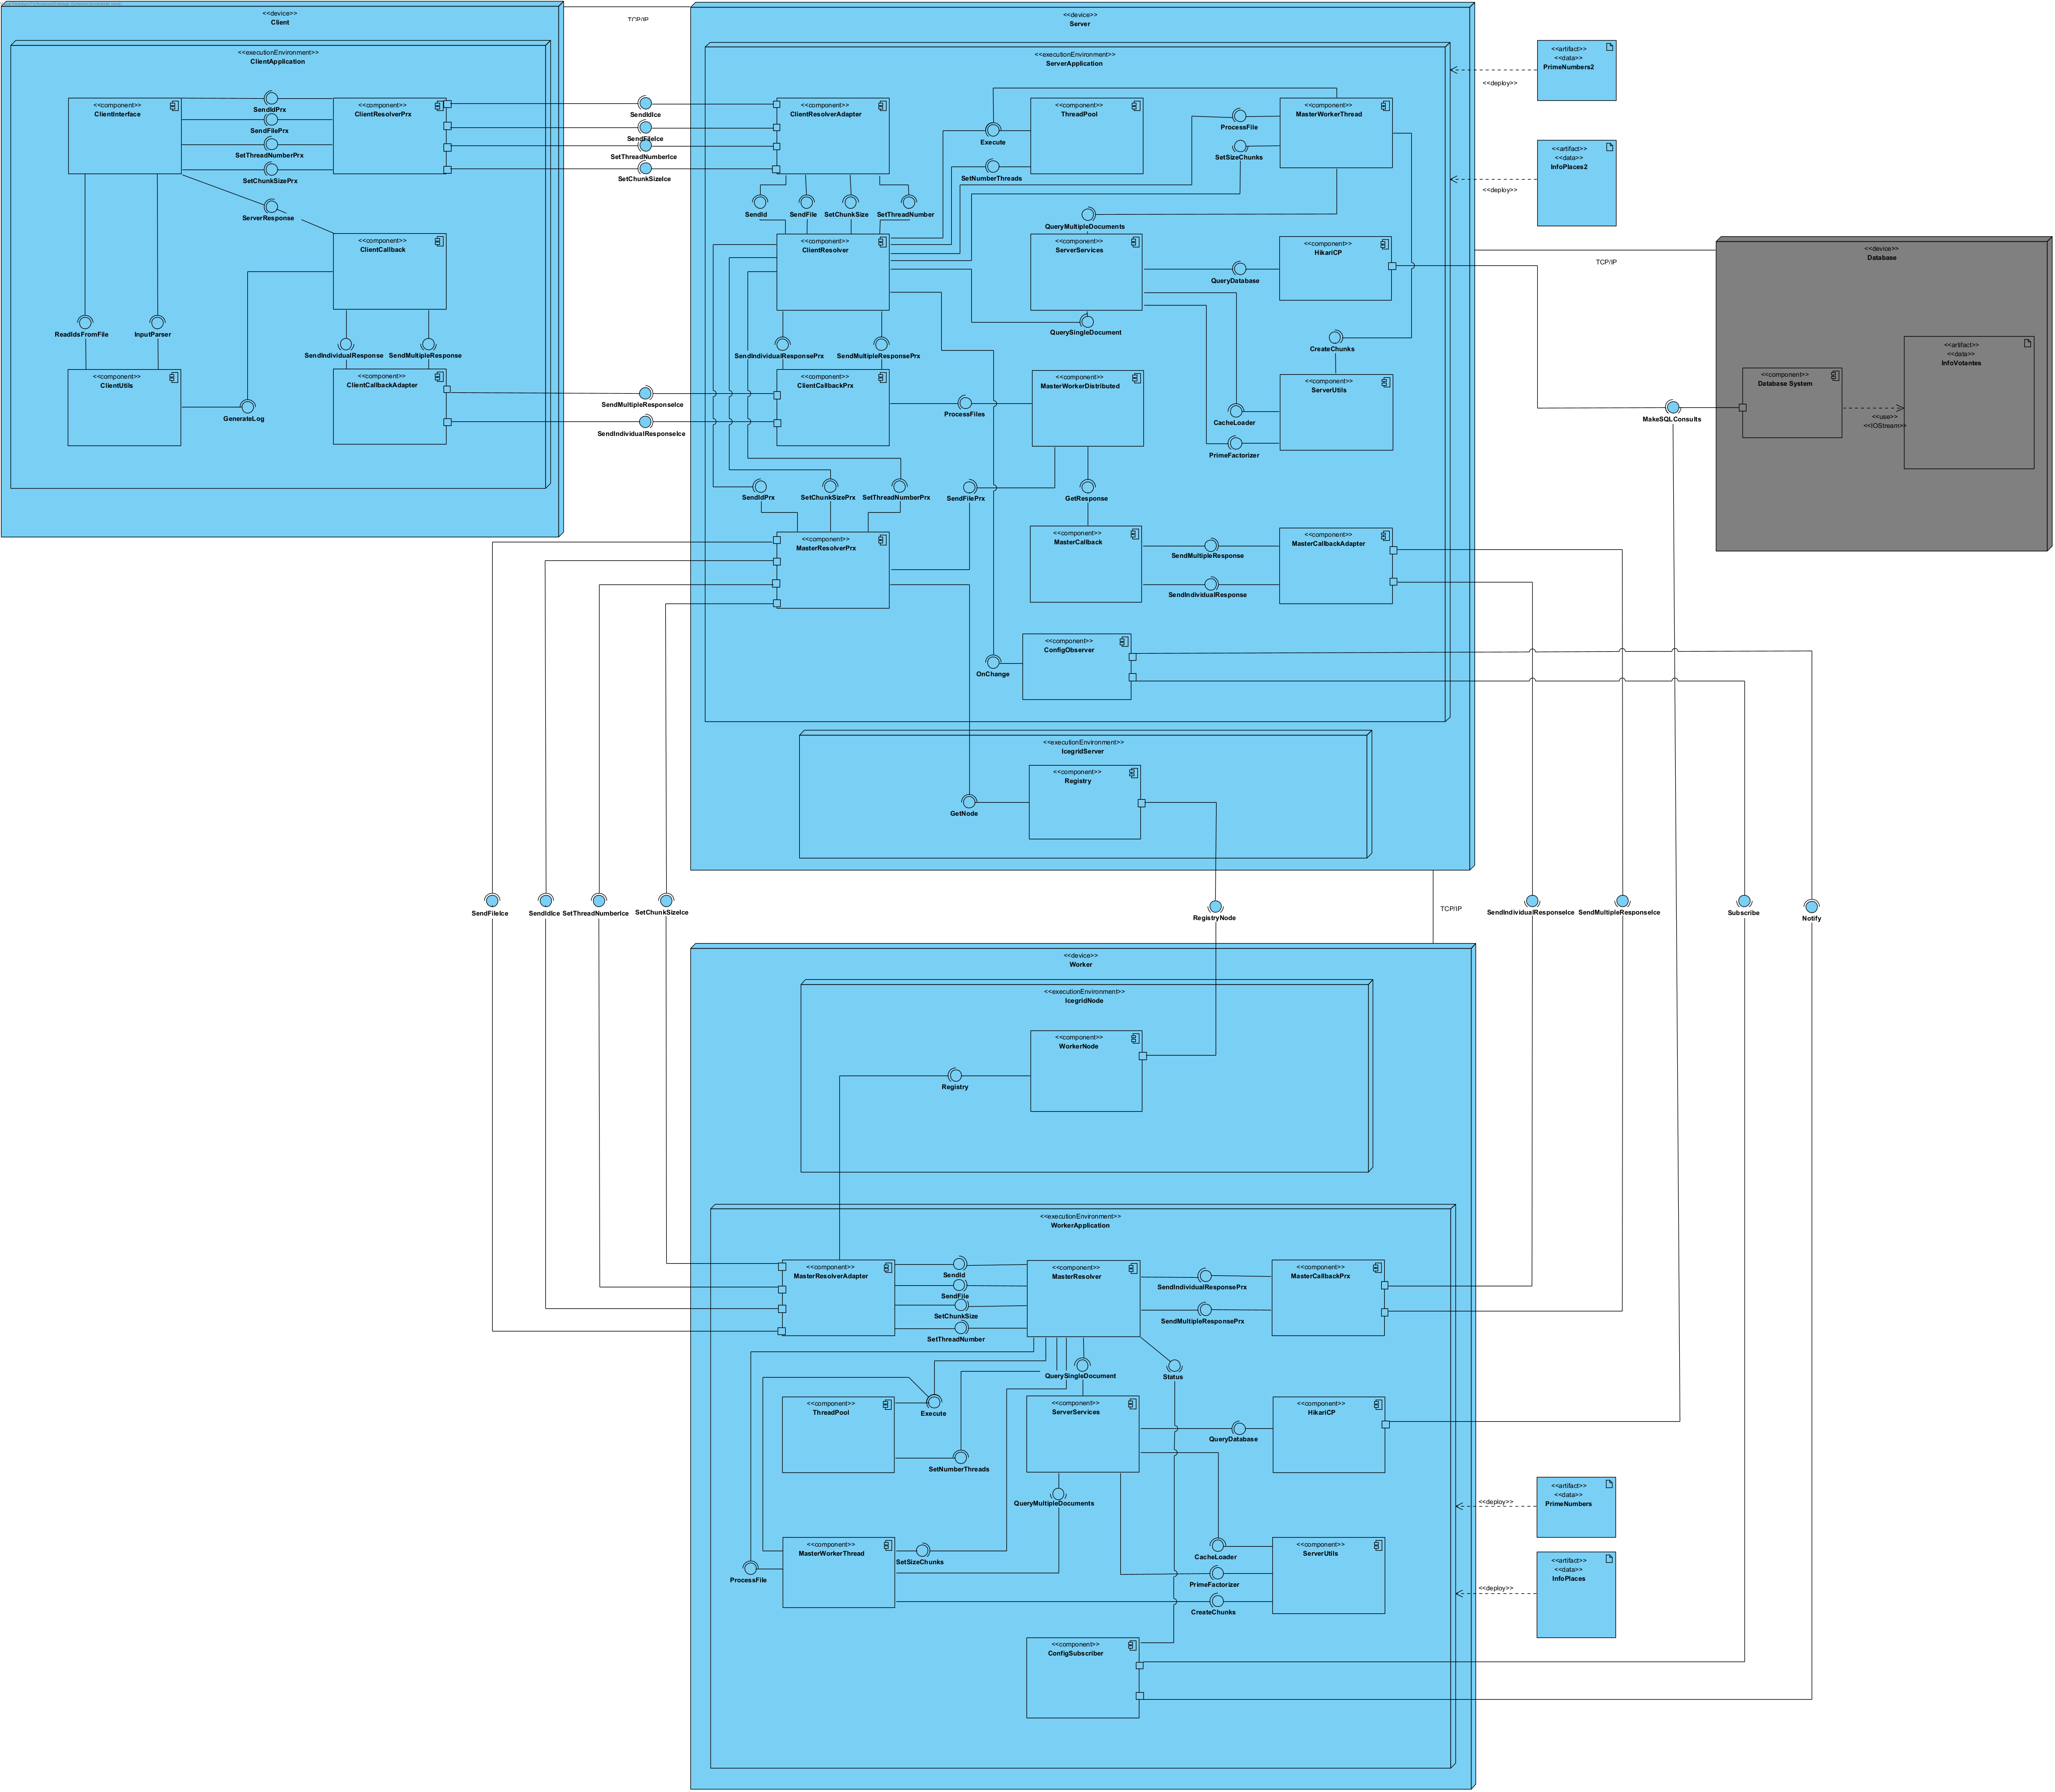 <<device>>
Client
<<executionEnvironment>>
ClientApplication
<<component>>
ClientInterface
SendIdPrx
SendFilePrx
SetThreadNumberPrx
SetChunkSizePrx
ServerResponse
<<component>>
ClientResolverPrx
<<component>>
ClientCallback
ReadIdsFromFile
InputParser
SendIndividualResponse
SendMultipleResponse
<<component>>
ClientUtils
GenerateLog
<<component>>
ClientCallbackAdapter
TCP/IP
SendIdIce
SendFileIce
SetThreadNumberIce
SetChunkSizeIce
SendMultipleResponseIce
SendIndividualResponseIce
<<device>>
Server
<<executionEnvironment>>
ServerApplication
<<component>>
ClientResolverAdapter
<<component>>
ThreadPool
<<component>>
MasterWorkerThread
Execute
SetNumberThreads
ProcessFile
SetSizeChunks
SendId
SendFile
SetChunkSize
SetThreadNumber
QueryMultipleDocuments
<<component>>
ClientResolver
<<component>>
ServerServices
<<component>>
HikariCP
QueryDatabase
QuerySingleDocument
CreateChunks
SendIndividualResponsePrx
SendMultipleResponsePrx
<<component>>
ClientCallbackPrx
ProcessFiles
<<component>>
MasterWorkerDistributed
<<component>>
ServerUtils
CacheLoader
PrimeFactorizer
SendIdPrx
SetChunkSizePrx
SetThreadNumberPrx
SendFilePrx
GetResponse
<<component>>
MasterResolverPrx
<<component>>
MasterCallback
SendMultipleResponse
SendIndividualResponse
<<component>>
MasterCallbackAdapter
<<component>>
ConfigObserver
OnChange
<<executionEnvironment>>
IcegridServer
<<component>>
Registry
GetNode
<<artifact>>
<<data>>
PrimeNumbers2
<<deploy>>
<<artifact>>
<<data>>
InfoPlaces2
<<deploy>>
TCP/IP
<<device>>
Database
<<component>>
Database System
<<use>>
<<IOStream>>
<<artifact>>
<<data>>
InfoVotantes
MakeSQLConsults
SendFileIce
SendIdIce
SetThreadNumberIce
SetChunkSizeIce
RegistryNode
TCP/IP
SendIndividualResponseIce
SendMultipleResponseIce
Subscribe
Notify
<<device>>
Worker
<<executionEnvironment>>
IcegridNode
<<component>>
WorkerNode
Registry
<<executionEnvironment>>
WorkerApplication
<<component>>
MasterResolverAdapter
SendId
SendFile
SetChunkSize
SetThreadNumber
<<component>>
MasterResolver
SendIndividualResponsePrx
SendMultipleResponsePrx
<<component>>
MasterCallbackPrx
QuerySingleDocument
Status
<<component>>
ThreadPool
Execute
SetNumberThreads
<<component>>
ServerServices
QueryDatabase
<<component>>
HikariCP
QueryMultipleDocuments
<<component>>
MasterWorkerThread
ProcessFile
SetSizeChunks
CacheLoader
PrimeFactorizer
CreateChunks
<<component>>
ServerUtils
<<component>>
ConfigSubscriber
<<artifact>>
<<data>>
PrimeNumbers
<<deploy>>
<<artifact>>
<<data>>
InfoPlaces
<<deploy>>